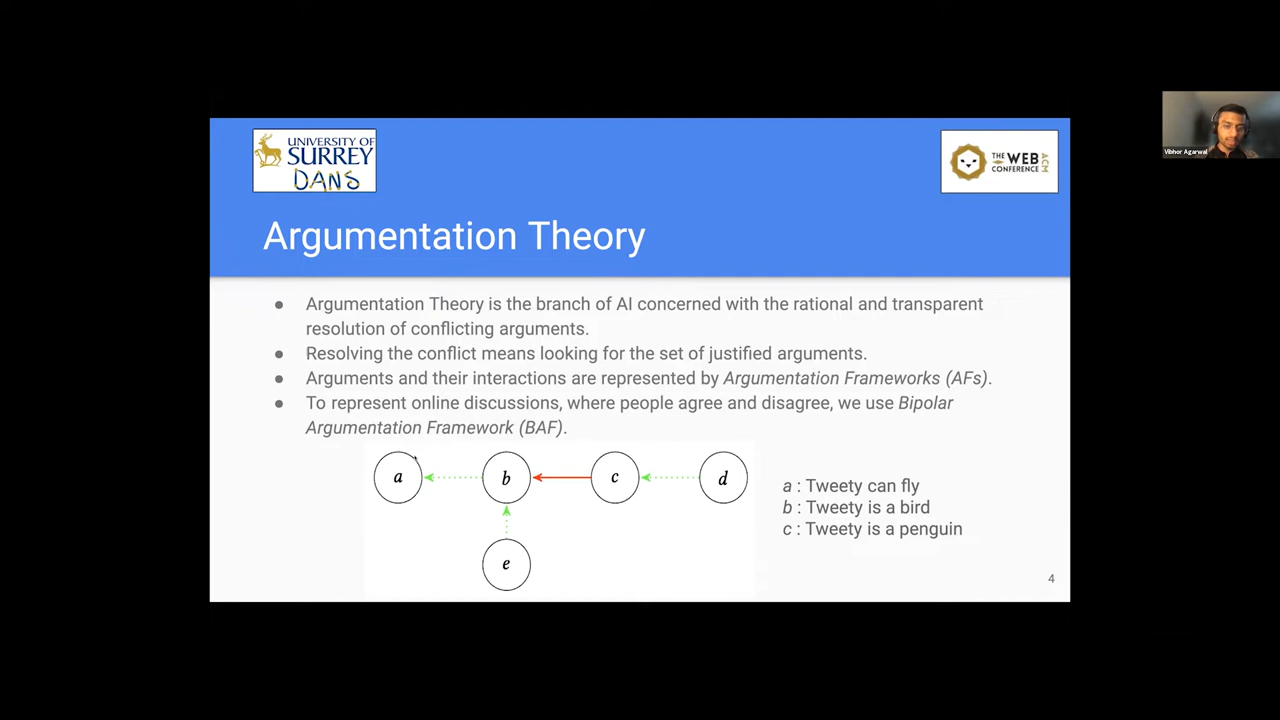 UNIVERSITY OF
SURREY
DANS
THE WEB
CONFERENCE
ACM
Vibhor Agarwal
Argumentation Theory
● Argumentation Theory is the branch of AI concerned with the rational and transparent
resolution of conflicting arguments.
● Resolving the conflict means looking for the set of justified arguments.
● Arguments and their interactions are represented by Argumentation Frameworks (AFs).
● To represent online discussions, where people agree and disagree, we use Bipolar
Argumentation Framework (BAF).
a b c d
e
a : Tweety can fly
b : Tweety is a bird
c : Tweety is a penguin
4